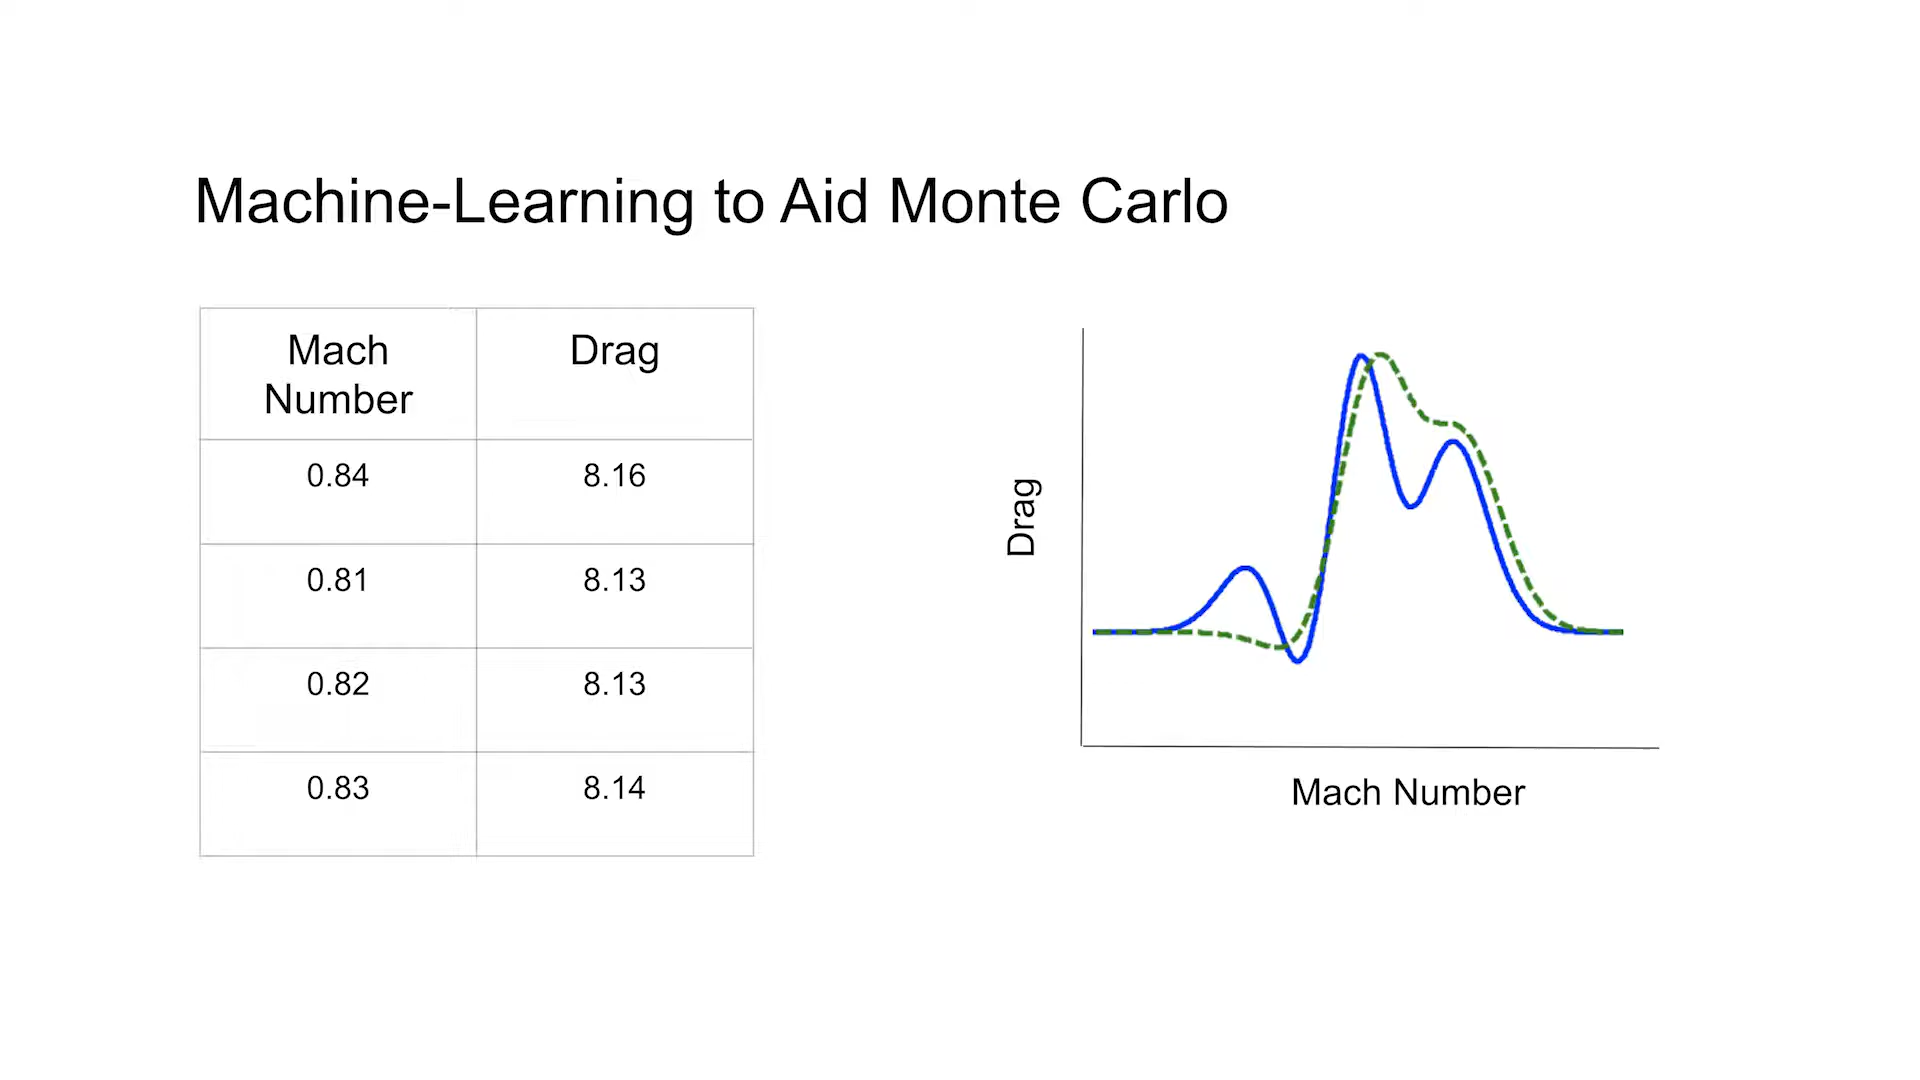 Machine-Learning to Aid Monte Carlo
Mach
Number
Drag
0.84
8.16
0.81
8.13
0.82
8.13
0.83
8.14
Drag
Mach Number